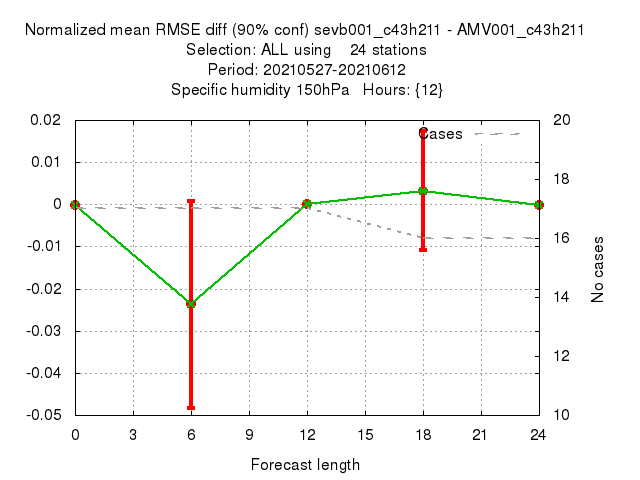 Normalized mean RMSE diff (90% conf) sevb001_c43h211 - AMV001_c43h211
Selection: ALL using    24 stations
Period: 20210527-20210612
Specific humidity 150hPa   Hours: {12}
Cases
0.02
0.01
0
-0.01
-0.02
-0.03
-0.04
-0.05
20
18
16
14
12
10
No cases
0 3 6 9 12 15 18 21 24
Forecast length